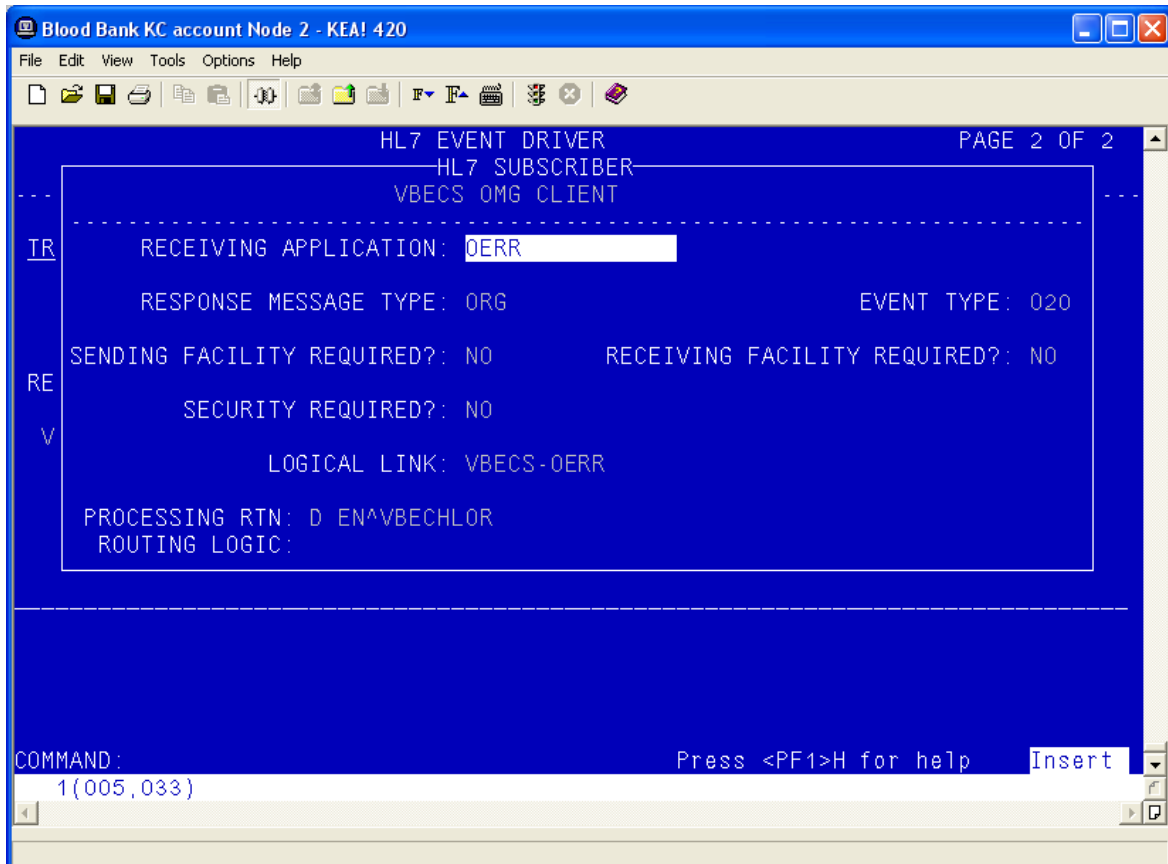 Blood Bank KC account Node 2 - KEA! 420
File Edit View Tools Options Help
HL7 EVENT DRIVER PAGE 2 OF 2
HL7 SUBSCRIBER
VBECS OMG CLIENT
TR RECEIVING APPLICATION: OERR
RESPONSE MESSAGE TYPE: ORG EVENT TYPE: O20
SENDING FACILITY REQUIRED?: NO RECEIVING FACILITY REQUIRED?: NO
RE
SECURITY REQUIRED?: NO
V
LOGICAL LINK: VBECS-OERR
PROCESSING RTN: D EN^VBECHLOR
ROUTING LOGIC:
COMMAND: Press <PF1>H for help Insert
1(005,033)